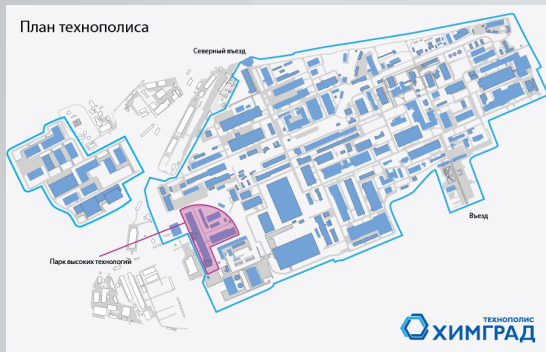 План технополиса
Северный въезд
Въезд
Парк высоких технологий
ТЕХНОПОЛИС
ХИМГРАД